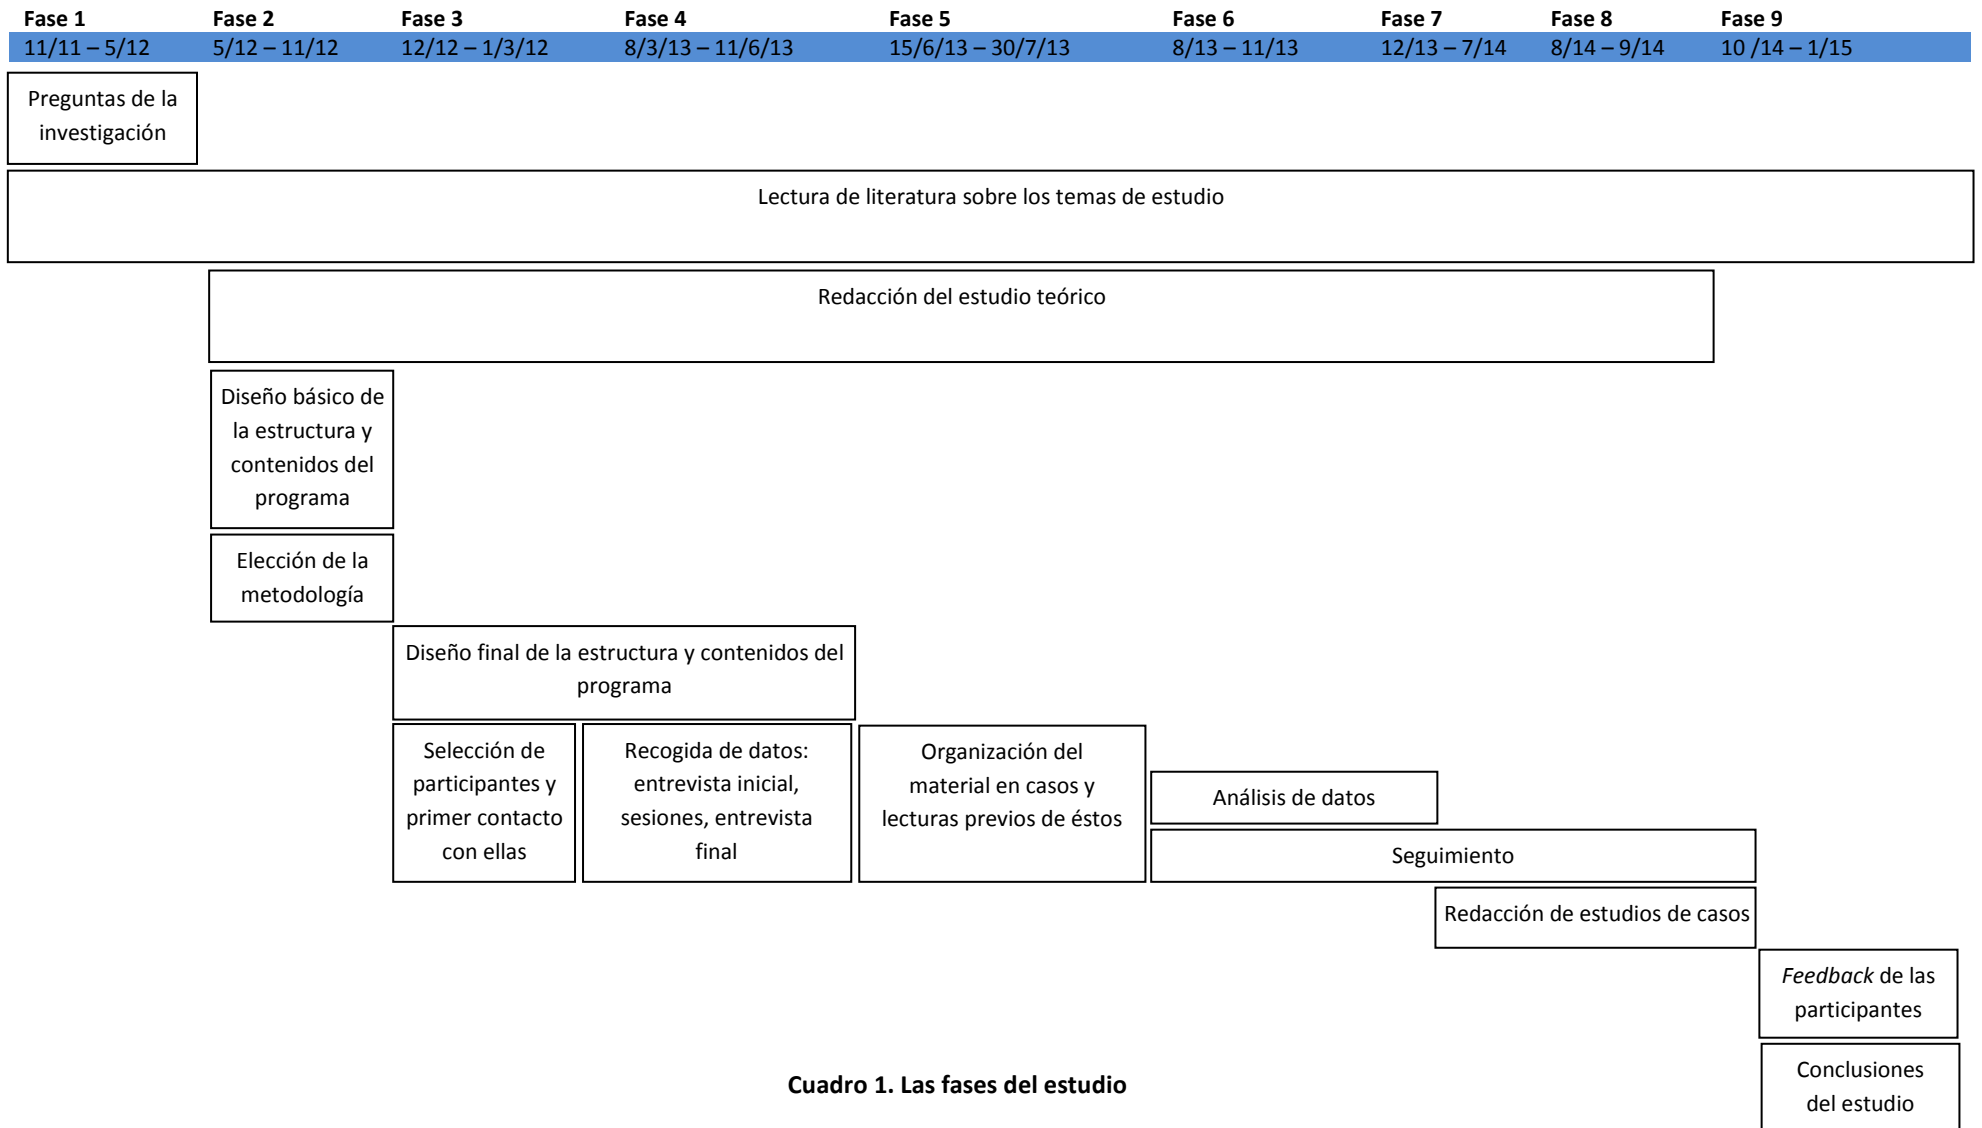 Fase 1 Fase 2 Fase 3 Fase 4 Fase 5 Fase 6 Fase 7 Fase 8 Fase 9
11/11 – 5/12 5/12 – 11/12 12/12 – 1/3/12 8/3/13 – 11/6/13 15/6/13 – 30/7/13 8/13 – 11/13 12/13 – 7/14 8/14 – 9/14 10 /14 – 1/15
Preguntas de la
investigación
Lectura de literatura sobre los temas de estudio
Redacción del estudio teórico
Diseño básico de
la estructura y
contenidos del
programa
Elección de la
metodología
Diseño final de la estructura y contenidos del
programa
Selección de
participantes y
primer contacto
con ellas
Recogida de datos:
entrevista inicial,
sesiones, entrevista
final
Organización del
material en casos y
lecturas previos de éstos
Análisis de datos
Seguimiento
Redacción de estudios de casos
Feedback de las
participantes
Conclusiones
del estudio
Cuadro 1. Las fases del estudio